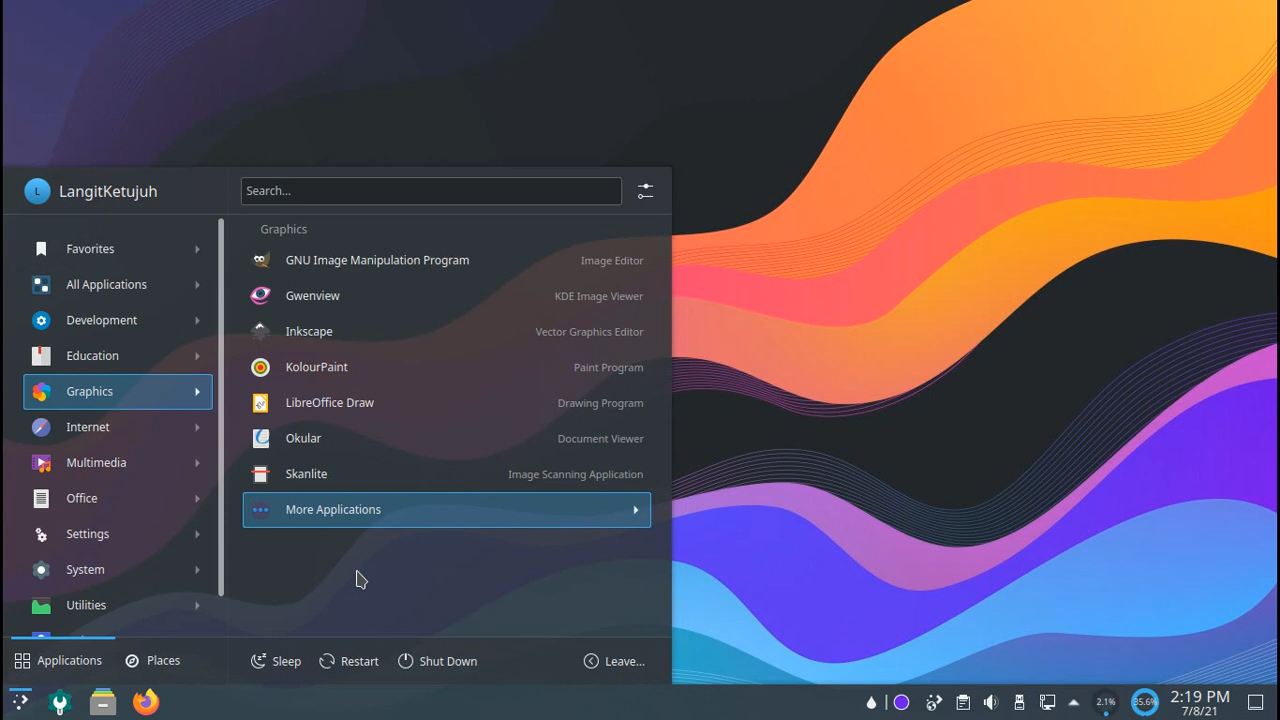 L LangitKetujuh
Search...
Favorites
All Applications
Development
Education
Graphics
Internet
Multimedia
Office
Settings
System
Utilities
Graphics
GNU Image Manipulation Program Image Editor
Gwenview KDE Image Viewer
Inkscape Vector Graphics Editor
KolourPaint Paint Program
LibreOffice Draw Drawing Program
Okular Document Viewer
Skanlite Image Scanning Application
More Applications
Applications Places Sleep Restart Shut Down Leave...
2.1% 35.6% 2:19 PM
7/8/21